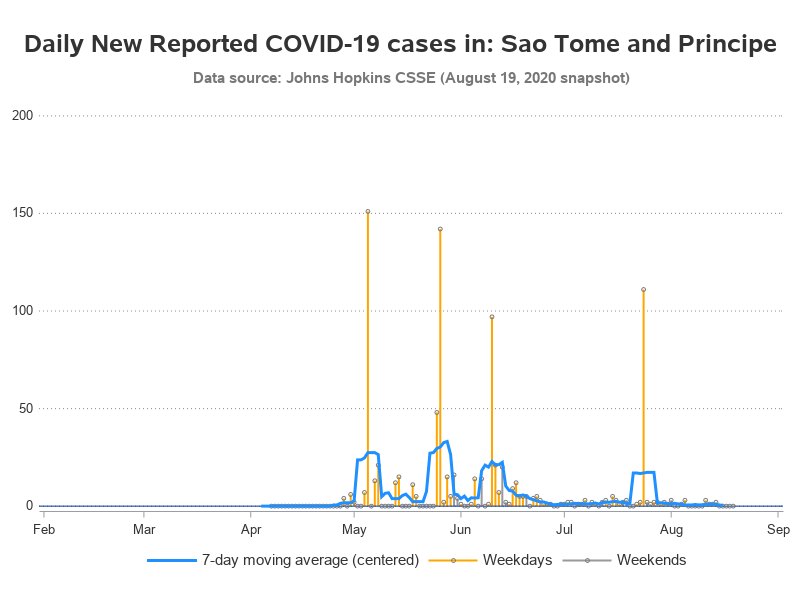 Daily New Reported COVID-19 cases in: Sao Tome and Principe
Data source: Johns Hopkins CSSE (August 19, 2020 snapshot)
200
150
100
50
0
Feb Mar Apr May Jun Jul Aug Sep
7-day moving average (centered) Weekdays Weekends